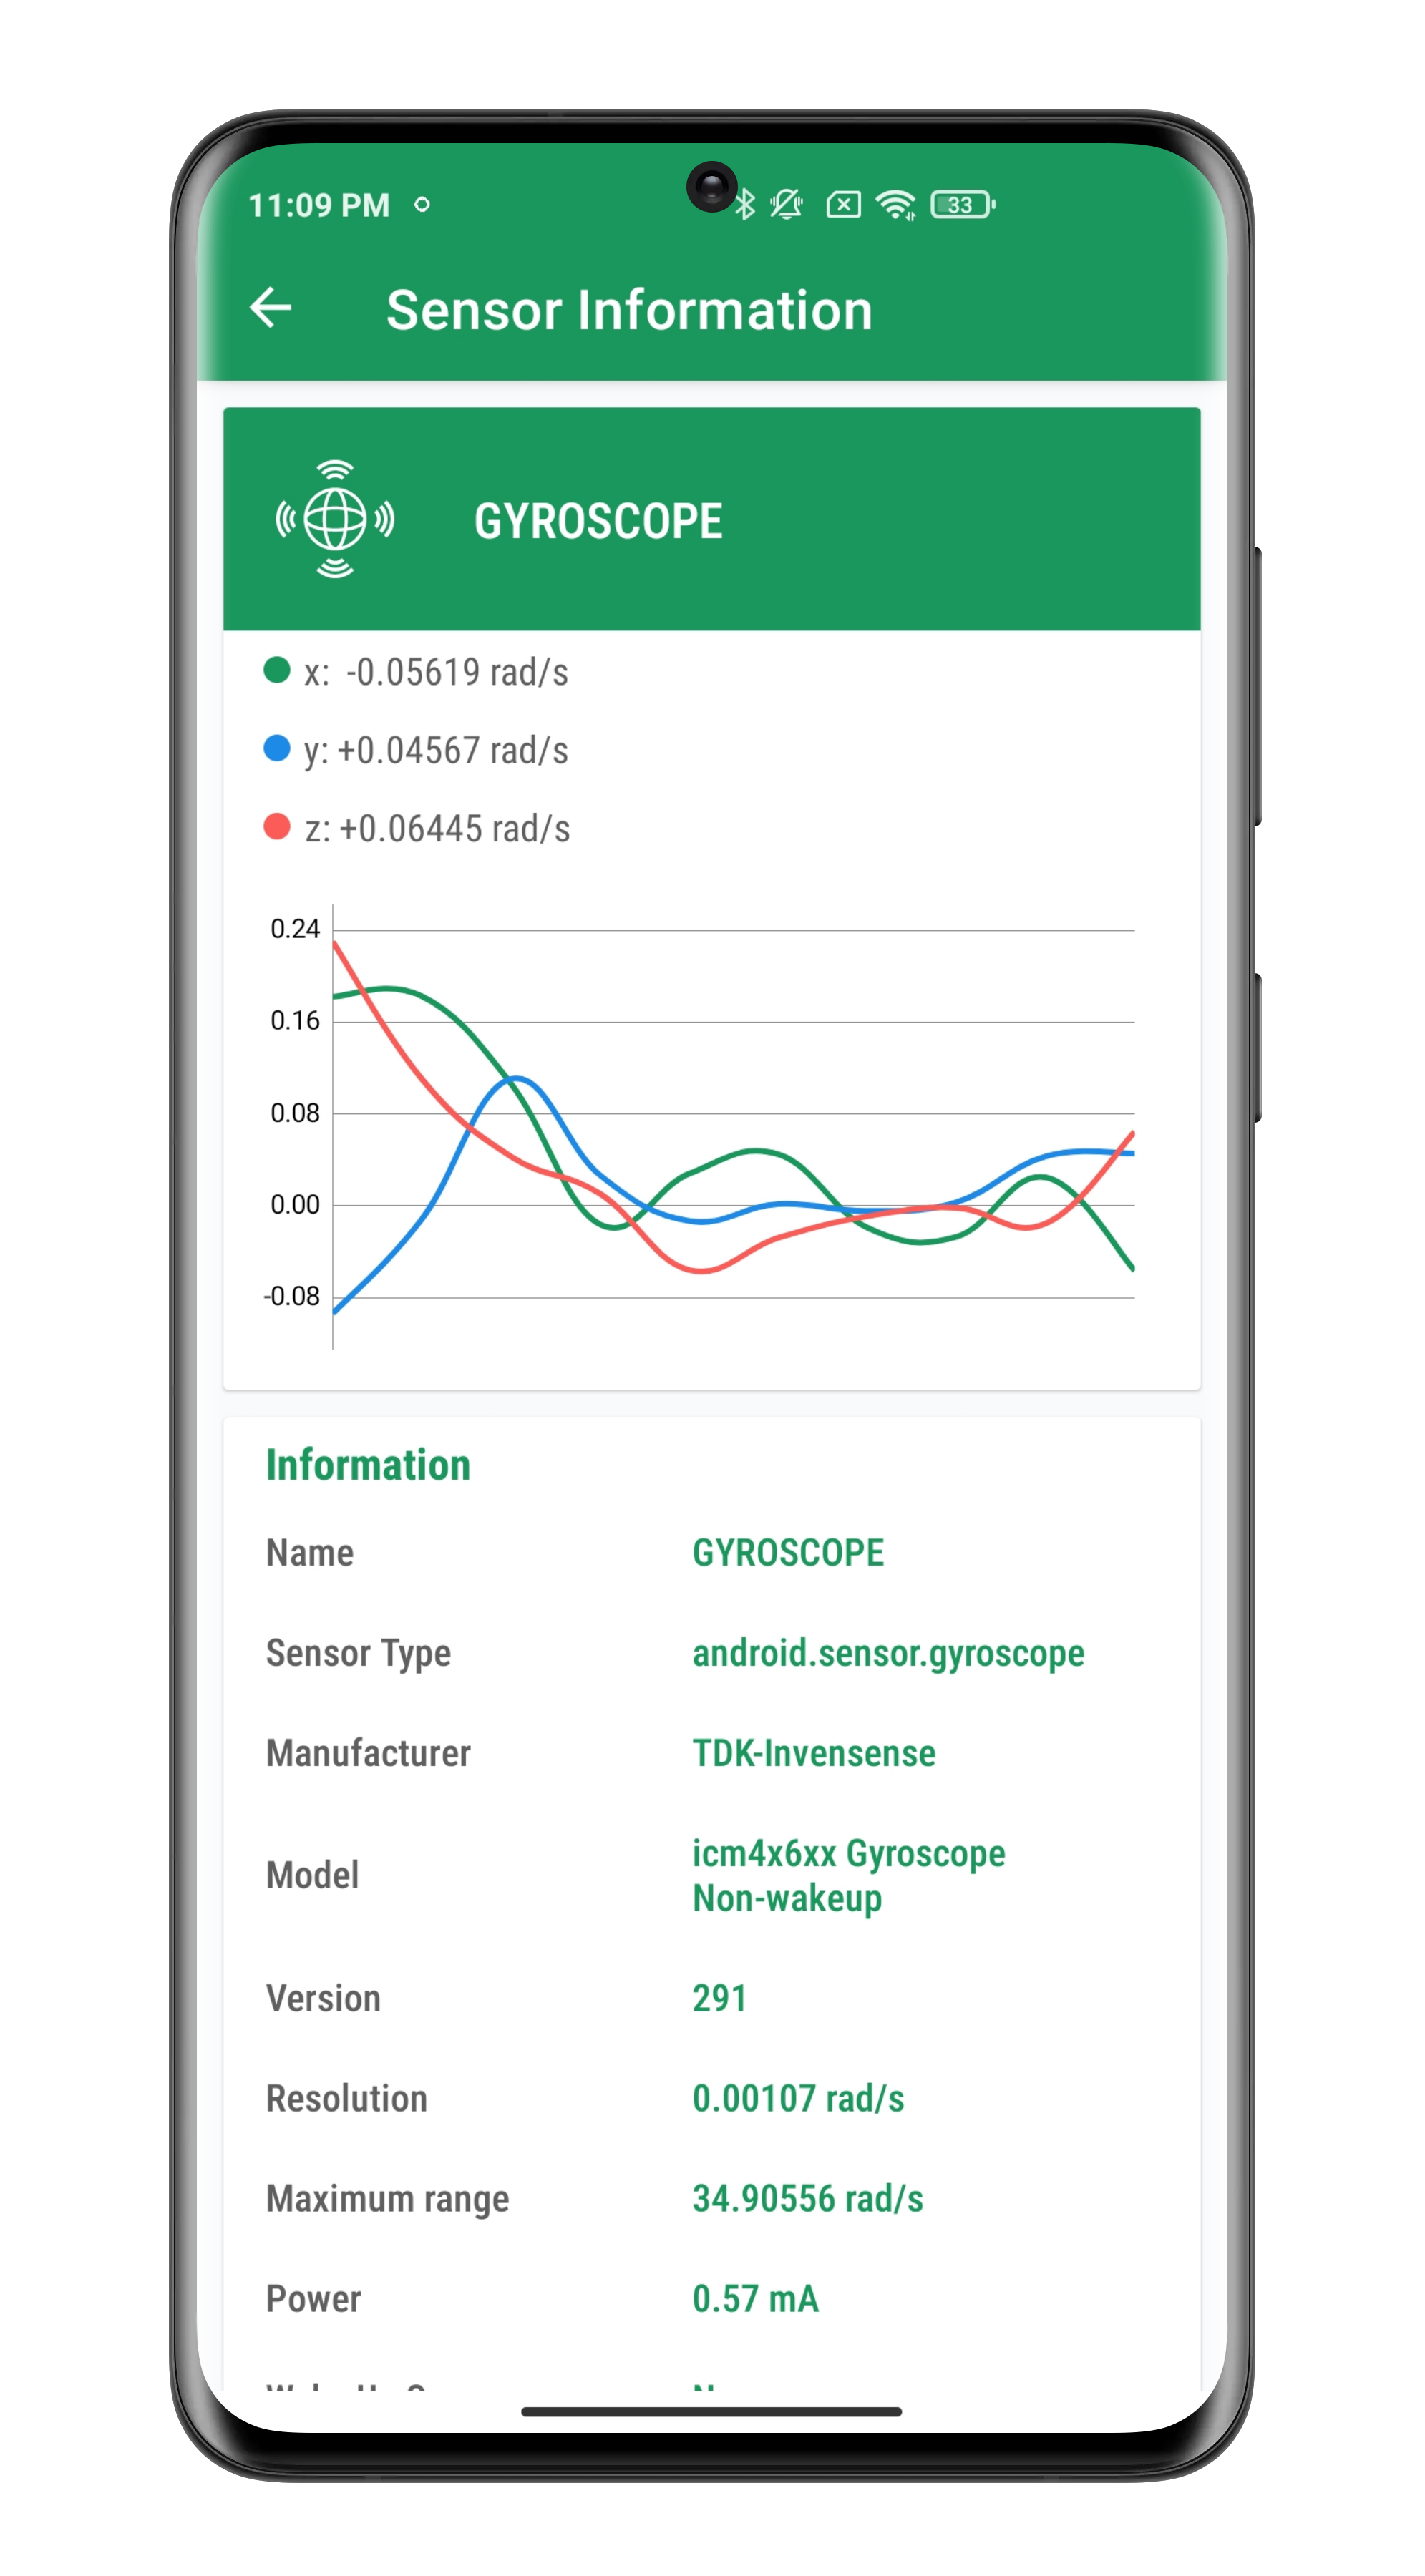 11:09 PM
33
Sensor Information
GYROSCOPE
x: -0.05619 rad/s
y: +0.04567 rad/s
z: +0.06445 rad/s
0.24
0.16
0.08
0.00
-0.08
Information
Name GYROSCOPE
Sensor Type android.sensor.gyroscope
Manufacturer TDK-Invensense
Model icm4x6xx Gyroscope
Non-wakeup
Version 291
Resolution 0.00107 rad/s
Maximum range 34.90556 rad/s
Power 0.57 mA